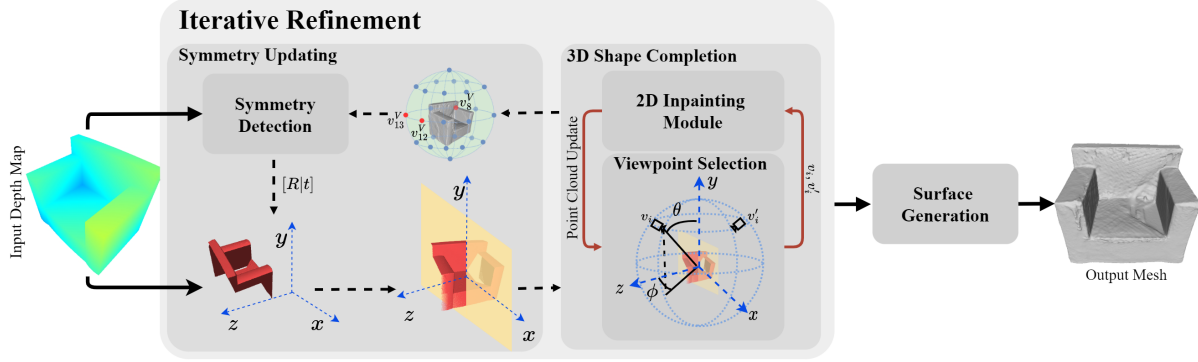 Iterative Refinement
Symmetry Updating
3D Shape Completion
Input Depth Map
Symmetry
Detection
v_8^V
v_13^V
v_12^V
[R|t]
y
z
x
y
z
x
2D Inpainting
Module
Point Cloud Update
v_i, v_i'
Viewpoint Selection
y
v_i
θ
v_i'
z
ϕ
x
Surface
Generation
Output Mesh